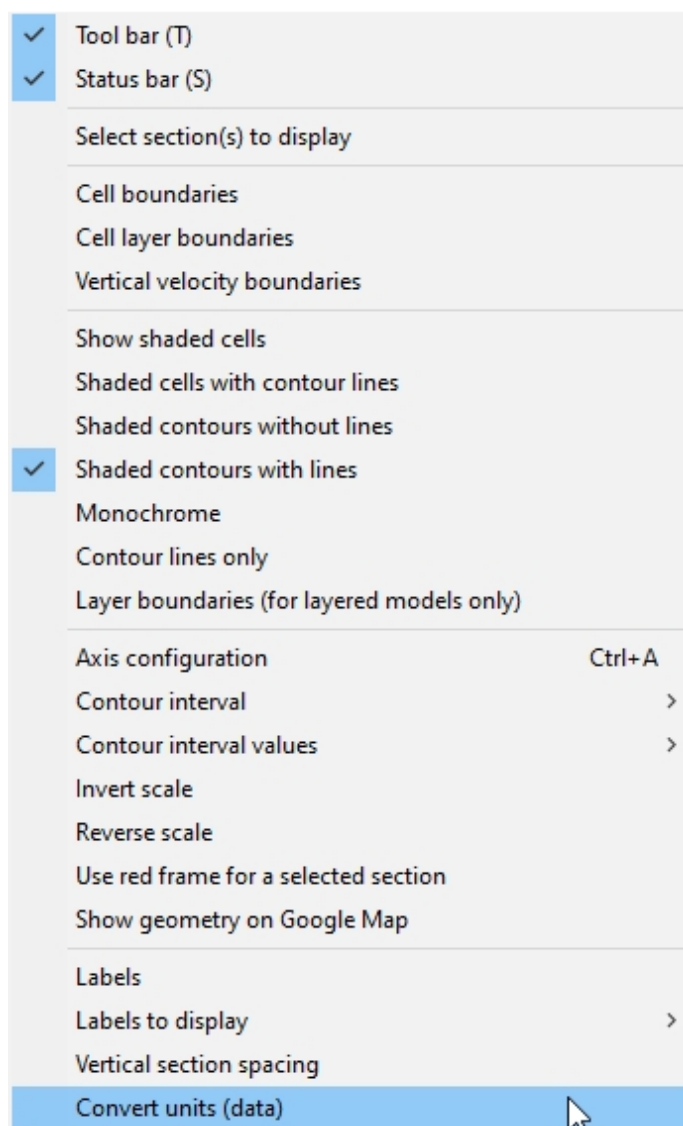 Tool bar (T)
Status bar (S)
Select section(s) to display
Cell boundaries
Cell layer boundaries
Vertical velocity boundaries
Show shaded cells
Shaded cells with contour lines
Shaded contours without lines
Shaded contours with lines
Monochrome
Contour lines only
Layer boundaries (for layered models only)
Axis configuration Ctrl+A
Contour interval
Contour interval values
Invert scale
Reverse scale
Use red frame for a selected section
Show geometry on Google Map
Labels
Labels to display
Vertical section spacing
Convert units (data)